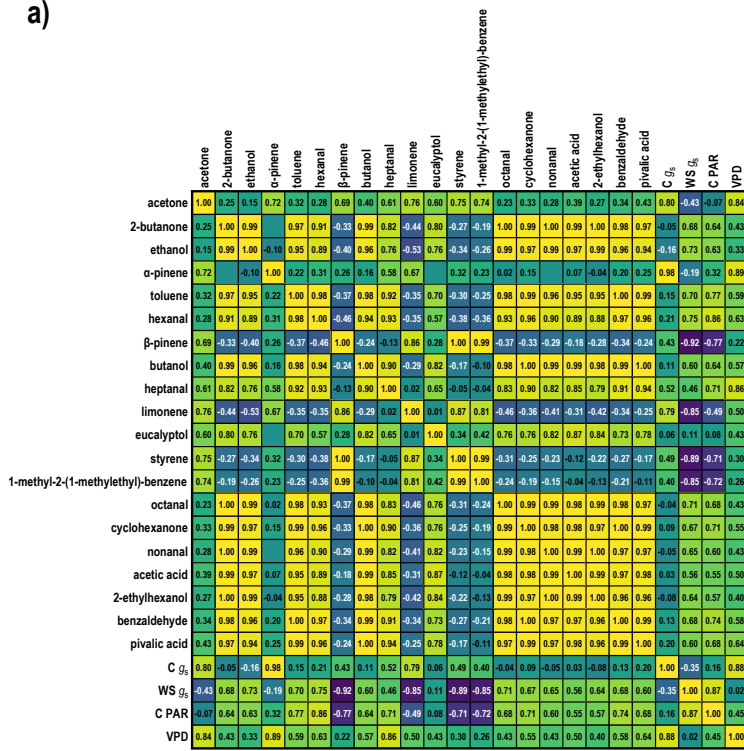 a)
acetone
2-butanone
ethanol
α-pinene
toluene
hexanal
β-pinene
butanol
heptanal
limonene
eucalyptol
styrene
1-methyl-2-(1-methylethyl)-benzene
octanal
cyclohexanone
nonanal
acetic acid
2-ethylhexanol
benzaldehyde
pivalic acid
C gs
WS gs
C PAR
VPD
acetone 1.00 0.25 0.15 0.72 0.32 0.28 0.69 0.40 0.61 0.76 0.60 0.75 0.74 0.23 0.33 0.28 0.39 0.27 0.34 0.43 0.80 -0.43 -0.07 0.84
2-butanone 0.25 1.00 0.99 0.97 0.91 -0.33 0.99 0.82 -0.44 0.80 -0.27 -0.19 1.00 0.99 1.00 0.99 1.00 0.98 0.97 -0.05 0.68 0.64 0.43
ethanol 0.15 0.99 1.00 -0.10 0.95 0.89 -0.40 0.96 0.76 -0.53 0.76 -0.34 -0.26 0.99 0.97 0.99 0.97 0.99 0.96 0.94 -0.16 0.73 0.63 0.33
α-pinene 0.72 -0.10 1.00 0.22 0.31 0.26 0.16 0.58 0.67 0.32 0.23 0.02 0.15 0.07 -0.04 0.20 0.25 0.98 -0.19 0.32 0.89
toluene 0.32 0.97 0.95 0.22 1.00 0.98 -0.37 0.98 0.92 -0.35 0.70 -0.30 -0.25 0.98 0.99 0.96 0.95 0.95 1.00 0.99 0.15 0.70 0.77 0.59
hexanal 0.28 0.91 0.89 0.31 0.98 1.00 -0.46 0.94 0.93 -0.35 0.57 -0.38 -0.36 0.93 0.96 0.90 0.89 0.88 0.97 0.96 0.21 0.75 0.86 0.63
β-pinene 0.69 -0.33 -0.40 0.26 -0.37 -0.46 1.00 -0.24 -0.13 0.86 0.28 1.00 0.99 -0.37 -0.33 -0.29 -0.18 -0.28 -0.34 -0.24 0.43 -0.92 -0.77 0.22
butanol 0.40 0.99 0.96 0.16 0.98 0.94 -0.24 1.00 0.90 -0.29 0.82 -0.17 -0.10 0.98 1.00 0.99 0.99 0.98 0.99 1.00 0.11 0.60 0.64 0.57
heptanal 0.61 0.82 0.76 0.58 0.92 0.93 -0.13 0.90 1.00 0.02 0.65 -0.05 -0.04 0.83 0.90 0.82 0.85 0.79 0.91 0.94 0.52 0.46 0.71 0.86
limonene 0.76 -0.44 -0.53 0.67 -0.35 -0.35 0.86 -0.29 0.02 1.00 0.01 0.87 0.81 -0.46 -0.36 -0.41 -0.31 -0.42 -0.34 -0.25 0.79 -0.85 -0.49 0.50
eucalyptol 0.60 0.80 0.76 0.70 0.57 0.28 0.82 0.65 0.01 1.00 0.34 0.42 0.76 0.76 0.82 0.87 0.84 0.73 0.78 0.06 0.11 0.08 0.43
styrene 0.75 -0.27 -0.34 0.32 -0.30 -0.38 1.00 -0.17 -0.05 0.87 0.34 1.00 0.99 -0.31 -0.25 -0.23 -0.12 -0.22 -0.27 -0.17 0.49 -0.89 -0.71 0.30
1-methyl-2-(1-methylethyl)-benzene 0.74 -0.19 -0.26 0.23 -0.25 -0.36 0.99 -0.10 -0.04 0.81 0.42 0.99 1.00 -0.24 -0.19 -0.15 -0.04 -0.13 -0.21 -0.11 0.40 -0.85 -0.72 0.26
octanal 0.23 1.00 0.99 0.02 0.98 0.93 -0.37 0.98 0.83 -0.46 0.76 -0.31 -0.24 1.00 0.99 0.99 0.98 0.99 0.98 0.97 -0.04 0.71 0.68 0.43
cyclohexanone 0.33 0.99 0.97 0.15 0.99 0.96 -0.33 1.00 0.90 -0.36 0.76 -0.25 -0.19 0.99 1.00 0.98 0.98 0.97 1.00 0.99 0.09 0.67 0.71 0.55
nonanal 0.28 1.00 0.99 0.96 0.90 -0.29 0.99 0.82 -0.41 0.82 -0.23 -0.15 0.99 0.98 1.00 0.99 1.00 0.97 0.97 -0.05 0.65 0.60 0.43
acetic acid 0.39 0.99 0.97 0.07 0.95 0.89 -0.18 0.99 0.85 -0.31 0.87 -0.12 -0.04 0.98 0.98 0.99 1.00 0.99 0.97 0.98 0.03 0.56 0.55 0.50
2-ethylhexanol 0.27 1.00 0.99 -0.04 0.95 0.88 -0.28 0.98 0.79 -0.42 0.84 -0.22 -0.13 0.99 0.97 1.00 0.99 1.00 0.96 0.96 -0.08 0.64 0.57 0.40
benzaldehyde 0.34 0.98 0.96 0.20 1.00 0.97 -0.34 0.99 0.91 -0.34 0.73 -0.27 -0.21 0.98 1.00 0.97 0.97 0.96 1.00 0.99 0.13 0.68 0.74 0.58
pivalic acid 0.43 0.97 0.94 0.25 0.99 0.96 -0.24 1.00 0.94 -0.25 0.78 -0.17 -0.11 0.97 0.99 0.97 0.98 0.96 0.99 1.00 0.20 0.60 0.68 0.64
C gs 0.80 -0.05 -0.16 0.98 0.15 0.21 0.43 0.11 0.52 0.79 0.06 0.49 0.40 -0.04 0.09 -0.05 0.03 -0.08 0.13 0.20 1.00 -0.35 0.16 0.88
WS gs -0.43 0.68 0.73 -0.19 0.70 0.75 -0.92 0.60 0.46 -0.85 0.11 -0.89 -0.85 0.71 0.67 0.65 0.56 0.64 0.68 0.60 -0.35 1.00 0.87 0.02
C PAR -0.07 0.64 0.63 0.32 0.77 0.86 -0.77 0.64 0.71 -0.49 0.08 -0.71 -0.72 0.68 0.71 0.60 0.55 0.57 0.74 0.68 0.16 0.87 1.00 0.45
VPD 0.84 0.43 0.33 0.89 0.59 0.63 0.22 0.57 0.86 0.50 0.43 0.30 0.26 0.43 0.55 0.43 0.50 0.40 0.58 0.64 0.88 0.02 0.45 1.00